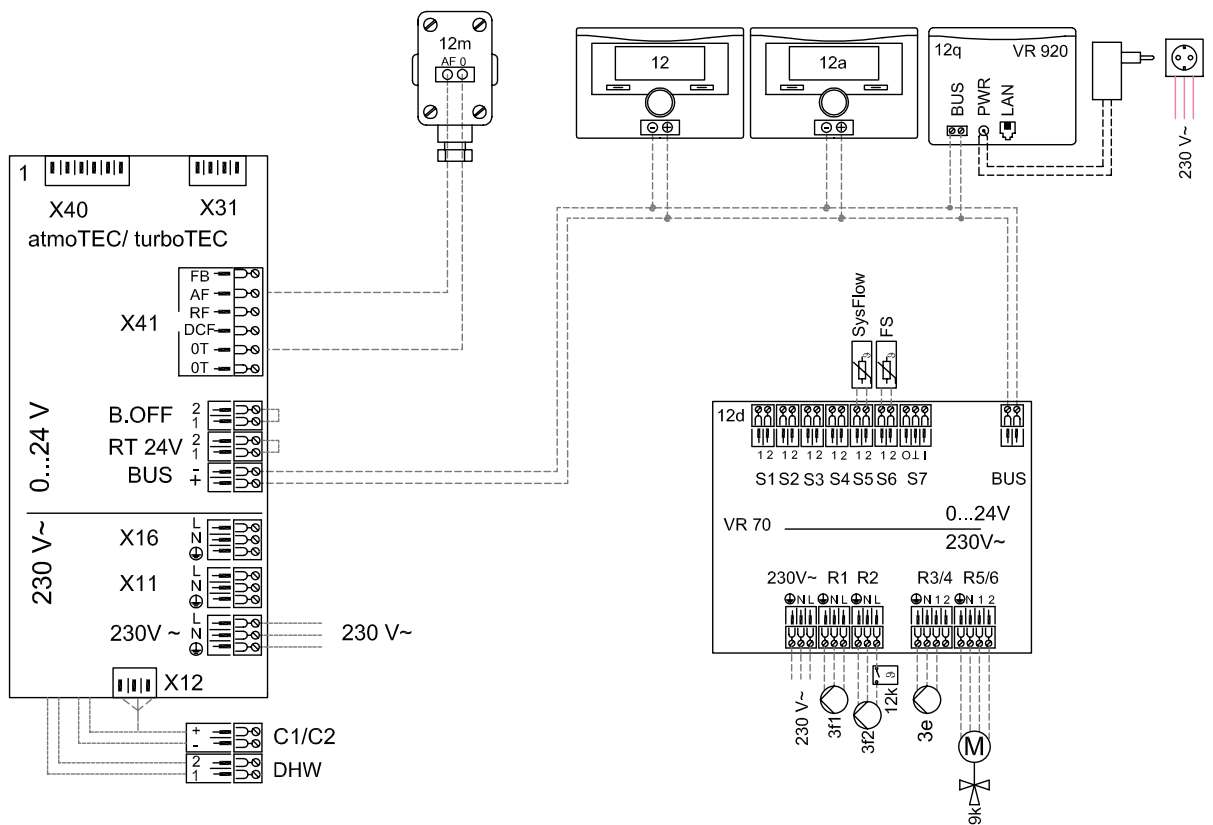 12m
AF 0
12
12a
12q
VR 920
BUS
PWR
LAN
230 V~
1
X40
X31
atmoTEC/ turboTEC
X41
FB
AF
RF
DCF
0T
0T
0...24 V
B.OFF
2
1
RT 24V
2
1
BUS
-
+
230 V~
X16
L
N
X11
L
N
230V ~
L
N
230 V~
X12
+
-
C1/C2
2
1
DHW
SysFlow
FS
12d
1 2 1 2 1 2 1 2 1 2 1 2 O⊥I
S1 S2 S3 S4 S5 S6 S7
BUS
VR 70
0...24V
230V~
230V~ R1 R2 R3/4 R5/6
N L N L N L N 1 2 N 1 2
230 V~
3f1
3f2
12k
3e
M
9k